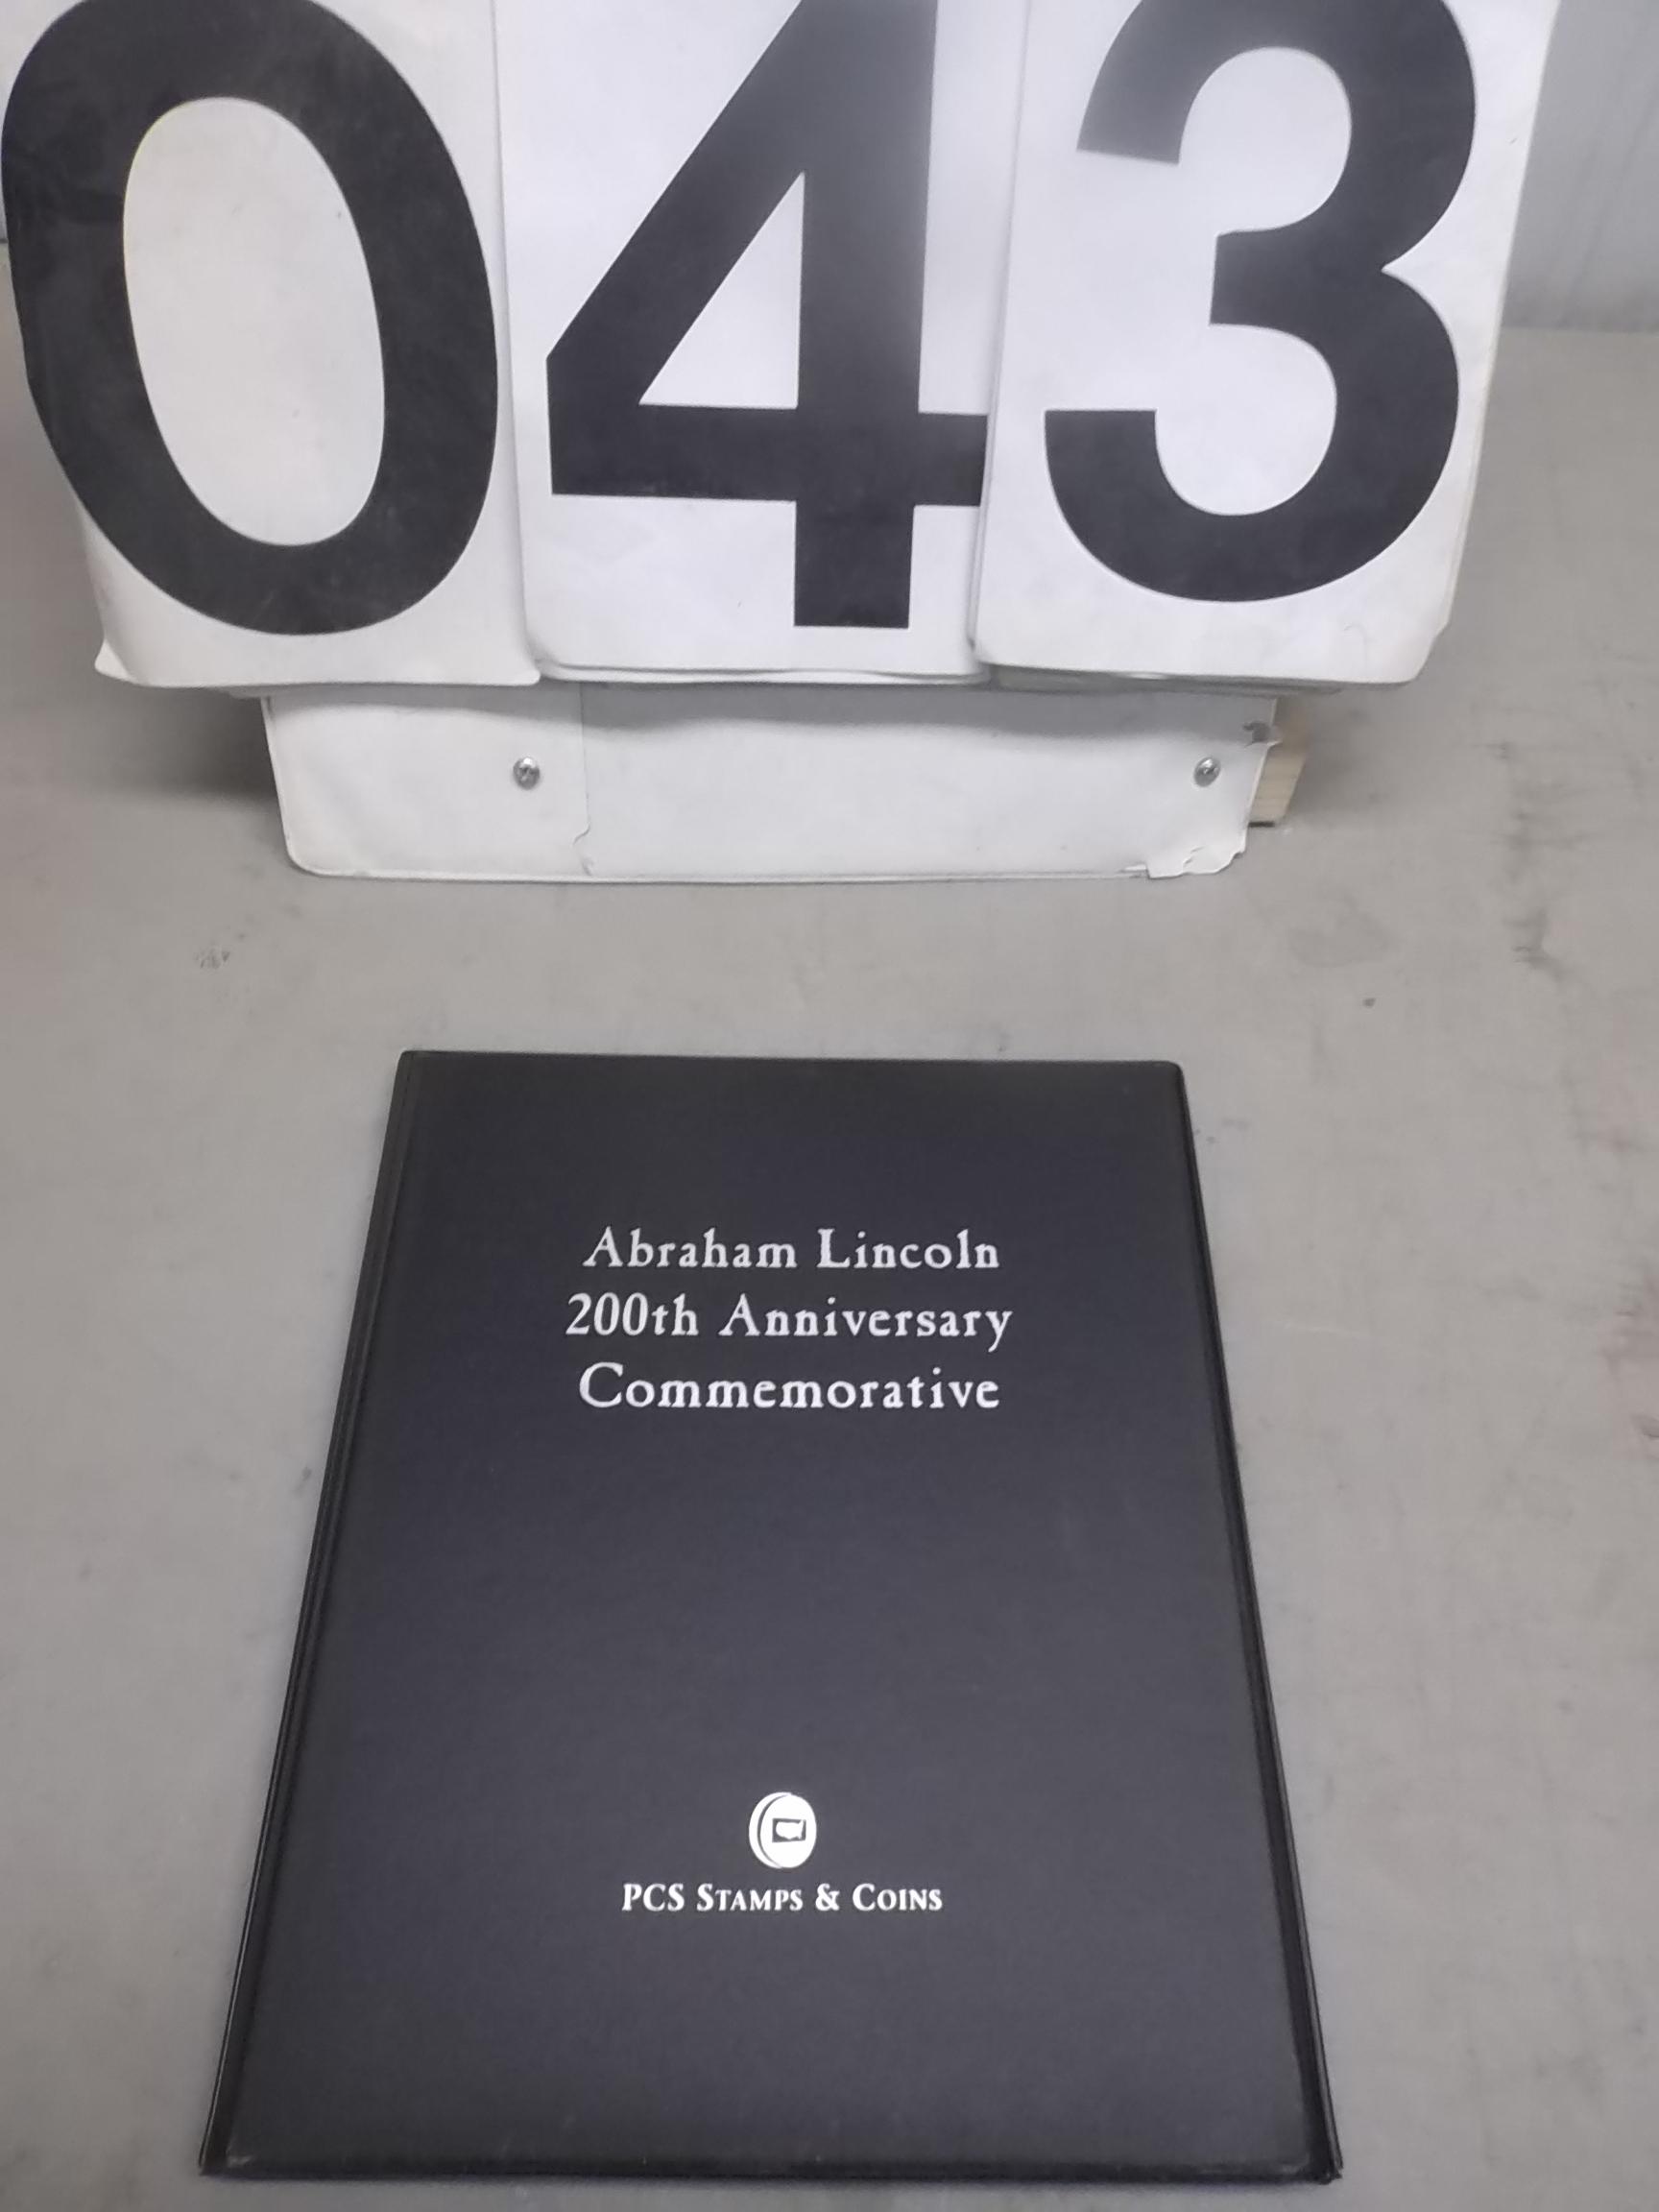 043
Abraham Lincoln
200th Anniversary
Commemorative
PCS STAMPS & COINS